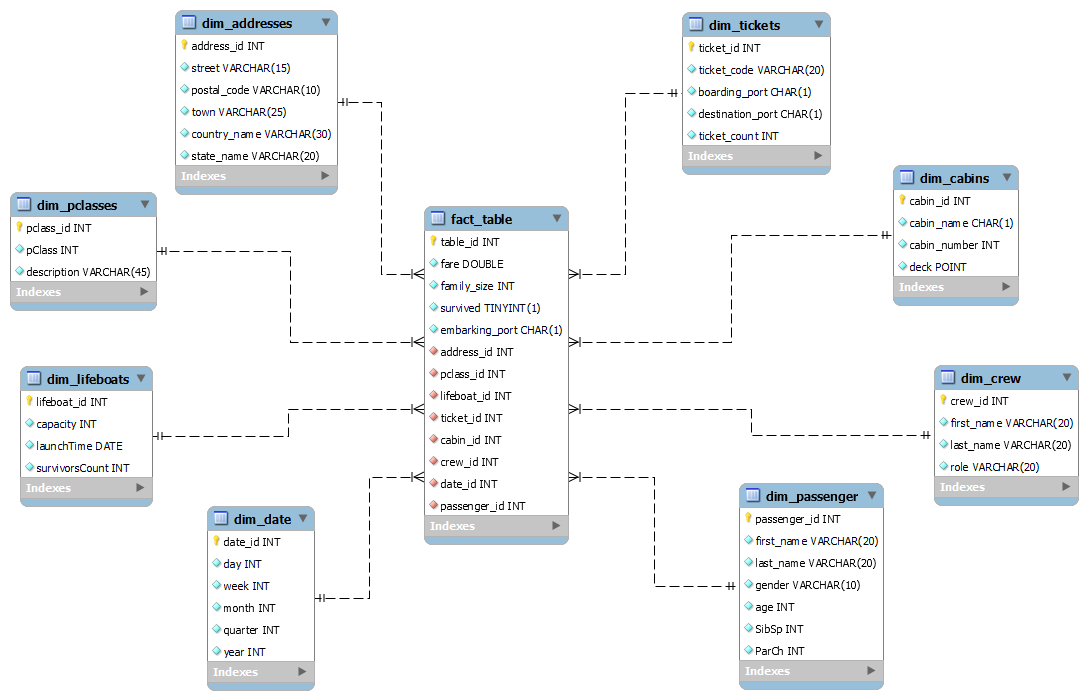 dim_addresses
address_id INT
street VARCHAR(15)
postal_code VARCHAR(10)
town VARCHAR(25)
country_name VARCHAR(30)
state_name VARCHAR(20)
Indexes
dim_tickets
ticket_id INT
ticket_code VARCHAR(20)
boarding_port CHAR(1)
destination_port CHAR(1)
ticket_count INT
Indexes
dim_pclasses
pclass_id INT
pClass INT
description VARCHAR(45)
Indexes
fact_table
table_id INT
fare DOUBLE
family_size INT
survived TINYINT(1)
embarking_port CHAR(1)
address_id INT
pclass_id INT
lifeboat_id INT
ticket_id INT
cabin_id INT
crew_id INT
date_id INT
passenger_id INT
Indexes
dim_cabins
cabin_id INT
cabin_name CHAR(1)
cabin_number INT
deck POINT
Indexes
dim_lifeboats
lifeboat_id INT
capacity INT
launchTime DATE
survivorsCount INT
Indexes
dim_crew
crew_id INT
first_name VARCHAR(20)
last_name VARCHAR(20)
role VARCHAR(20)
Indexes
dim_date
date_id INT
day INT
week INT
month INT
quarter INT
year INT
Indexes
dim_passenger
passenger_id INT
first_name VARCHAR(20)
last_name VARCHAR(20)
gender VARCHAR(10)
age INT
SibSp INT
ParCh INT
Indexes